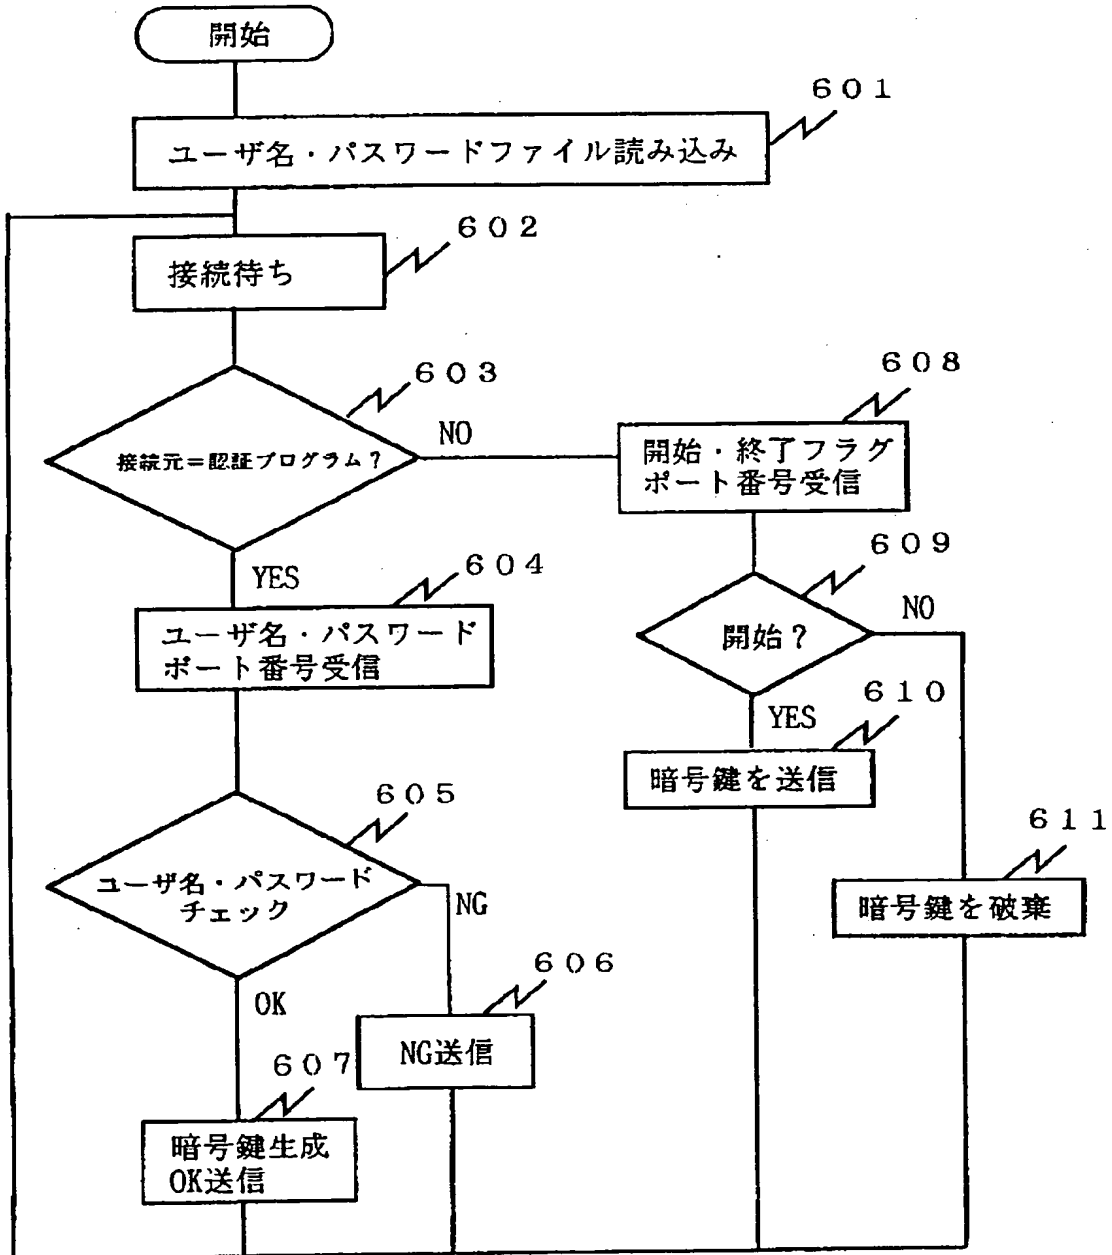 開始
601
ユーザ名・パスワードファイル読み込み
602
接続待ち
603
接続元=認証プログラム?
NO
YES
604
ユーザ名・パスワード
ポート番号受信
605
ユーザ名・パスワード
チェック
NG
OK
606
NG送信
607
暗号鍵生成
OK送信
608
開始・終了フラグ
ポート番号受信
609
開始?
NO
YES
610
暗号鍵を送信
611
暗号鍵を破棄